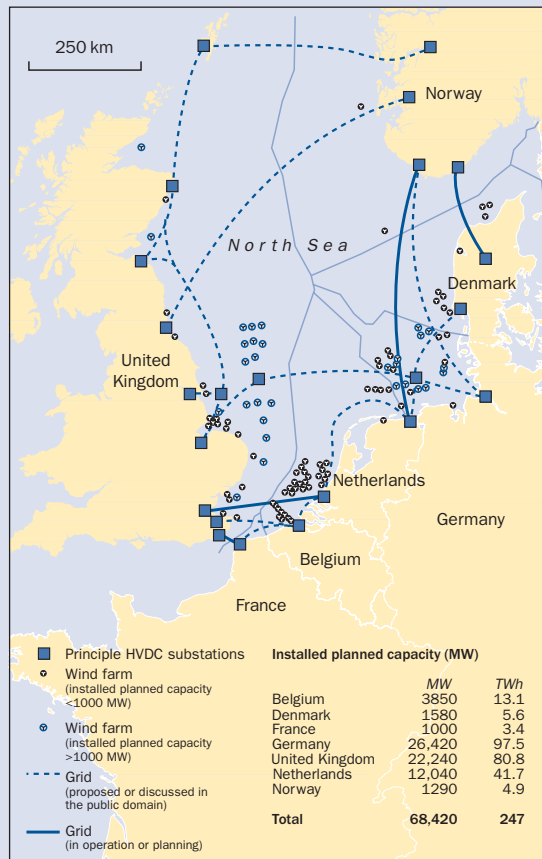 250 km
Norway
North Sea
Denmark
United
Kingdom
Netherlands
Germany
Belgium
France
Principle HVDC substations
Wind farm
(installed planned capacity
<1000 MW)
Wind farm
(installed planned capacity
>1000 MW)
Grid
(proposed or discussed in
the public domain)
Grid
(in operation or planning)
Installed planned capacity (MW)
MW TWh
Belgium 3850 13.1
Denmark 1580 5.6
France 1000 3.4
Germany 26,420 97.5
United Kingdom 22,240 80.8
Netherlands 12,040 41.7
Norway 1290 4.9
Total 68,420 247